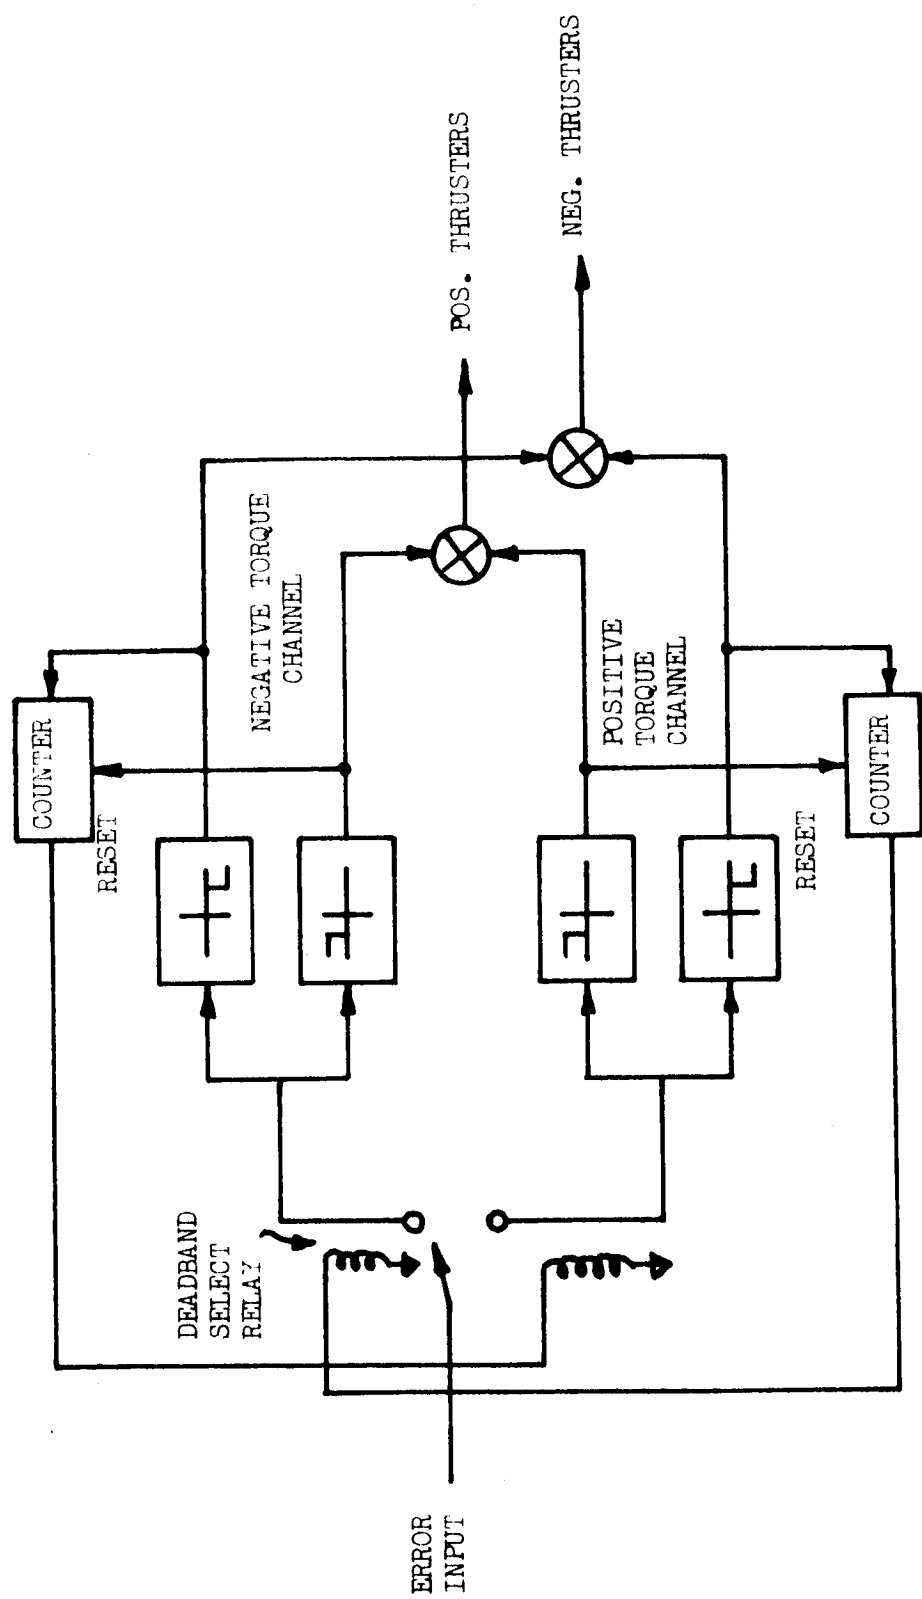 ERROR
INPUT
DEADBAND
SELECT
RELAY
COUNTER
RESET
NEGATIVE TORQUE
CHANNEL
POSITIVE
TORQUE
CHANNEL
RESET
COUNTER
POS. THRUSTERS
NEG. THRUSTERS